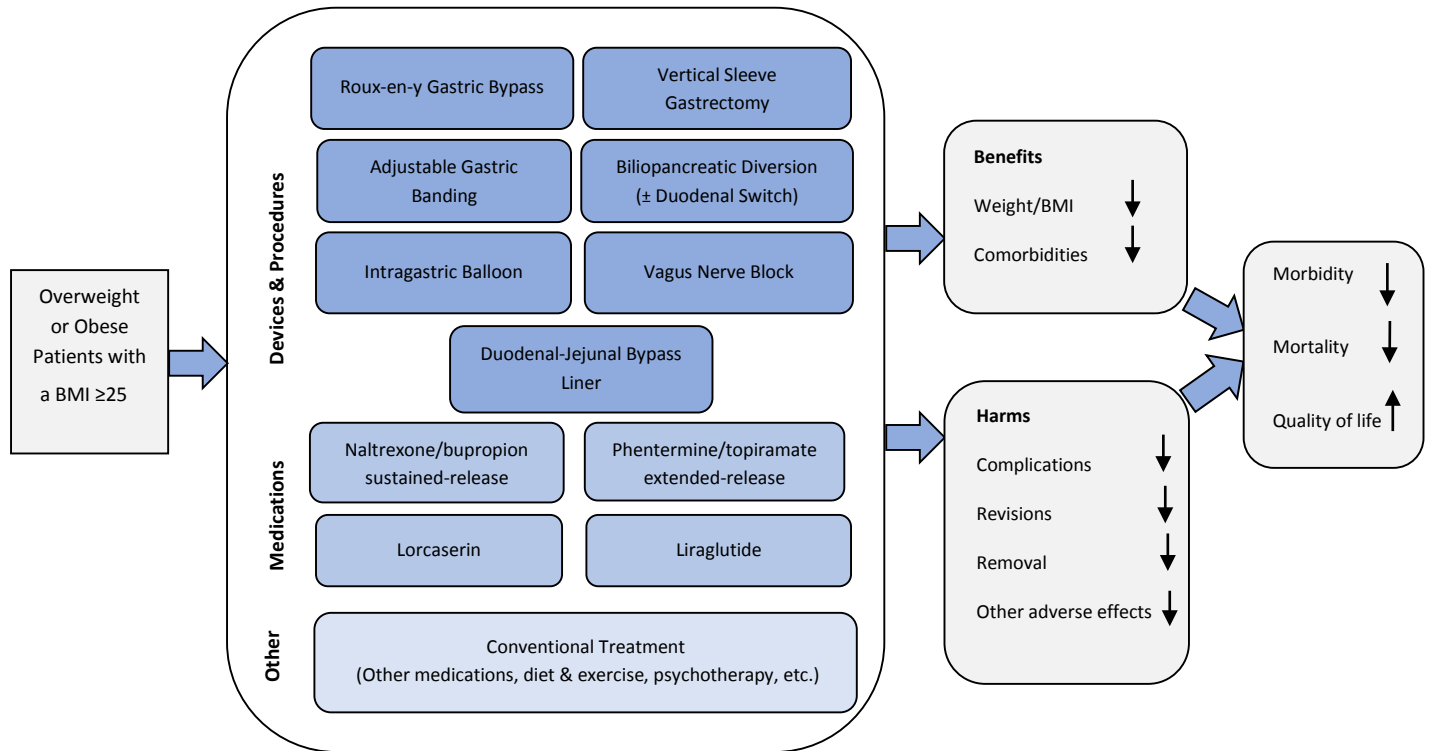 Overweight
or Obese
Patients with
a BMI ≥25
Devices & Procedures
Roux-en-y Gastric Bypass
Vertical Sleeve
Gastrectomy
Adjustable Gastric
Banding
Biliopancreatic Diversion
(± Duodenal Switch)
Intragastric Balloon
Vagus Nerve Block
Duodenal-Jejunal Bypass
Liner
Medications
Naltrexone/bupropion
sustained-release
Phentermine/topiramate
extended-release
Lorcaserin
Liraglutide
Other
Conventional Treatment
(Other medications, diet & exercise, psychotherapy, etc.)
Benefits
Weight/BMI
Comorbidities
Harms
Complications
Revisions
Removal
Other adverse effects
Morbidity
Mortality
Quality of life